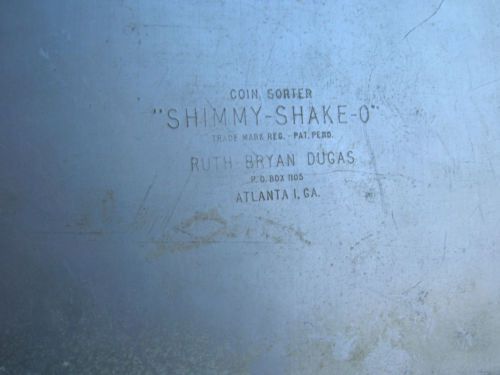 COIN SORTER
"SHIMMY-SHAKE-O"
TRADE MARK REG. - PAT. PEND.
RUTH BRYAN DUGAS
P.O. BOX 1105
ATLANTA 1, GA.